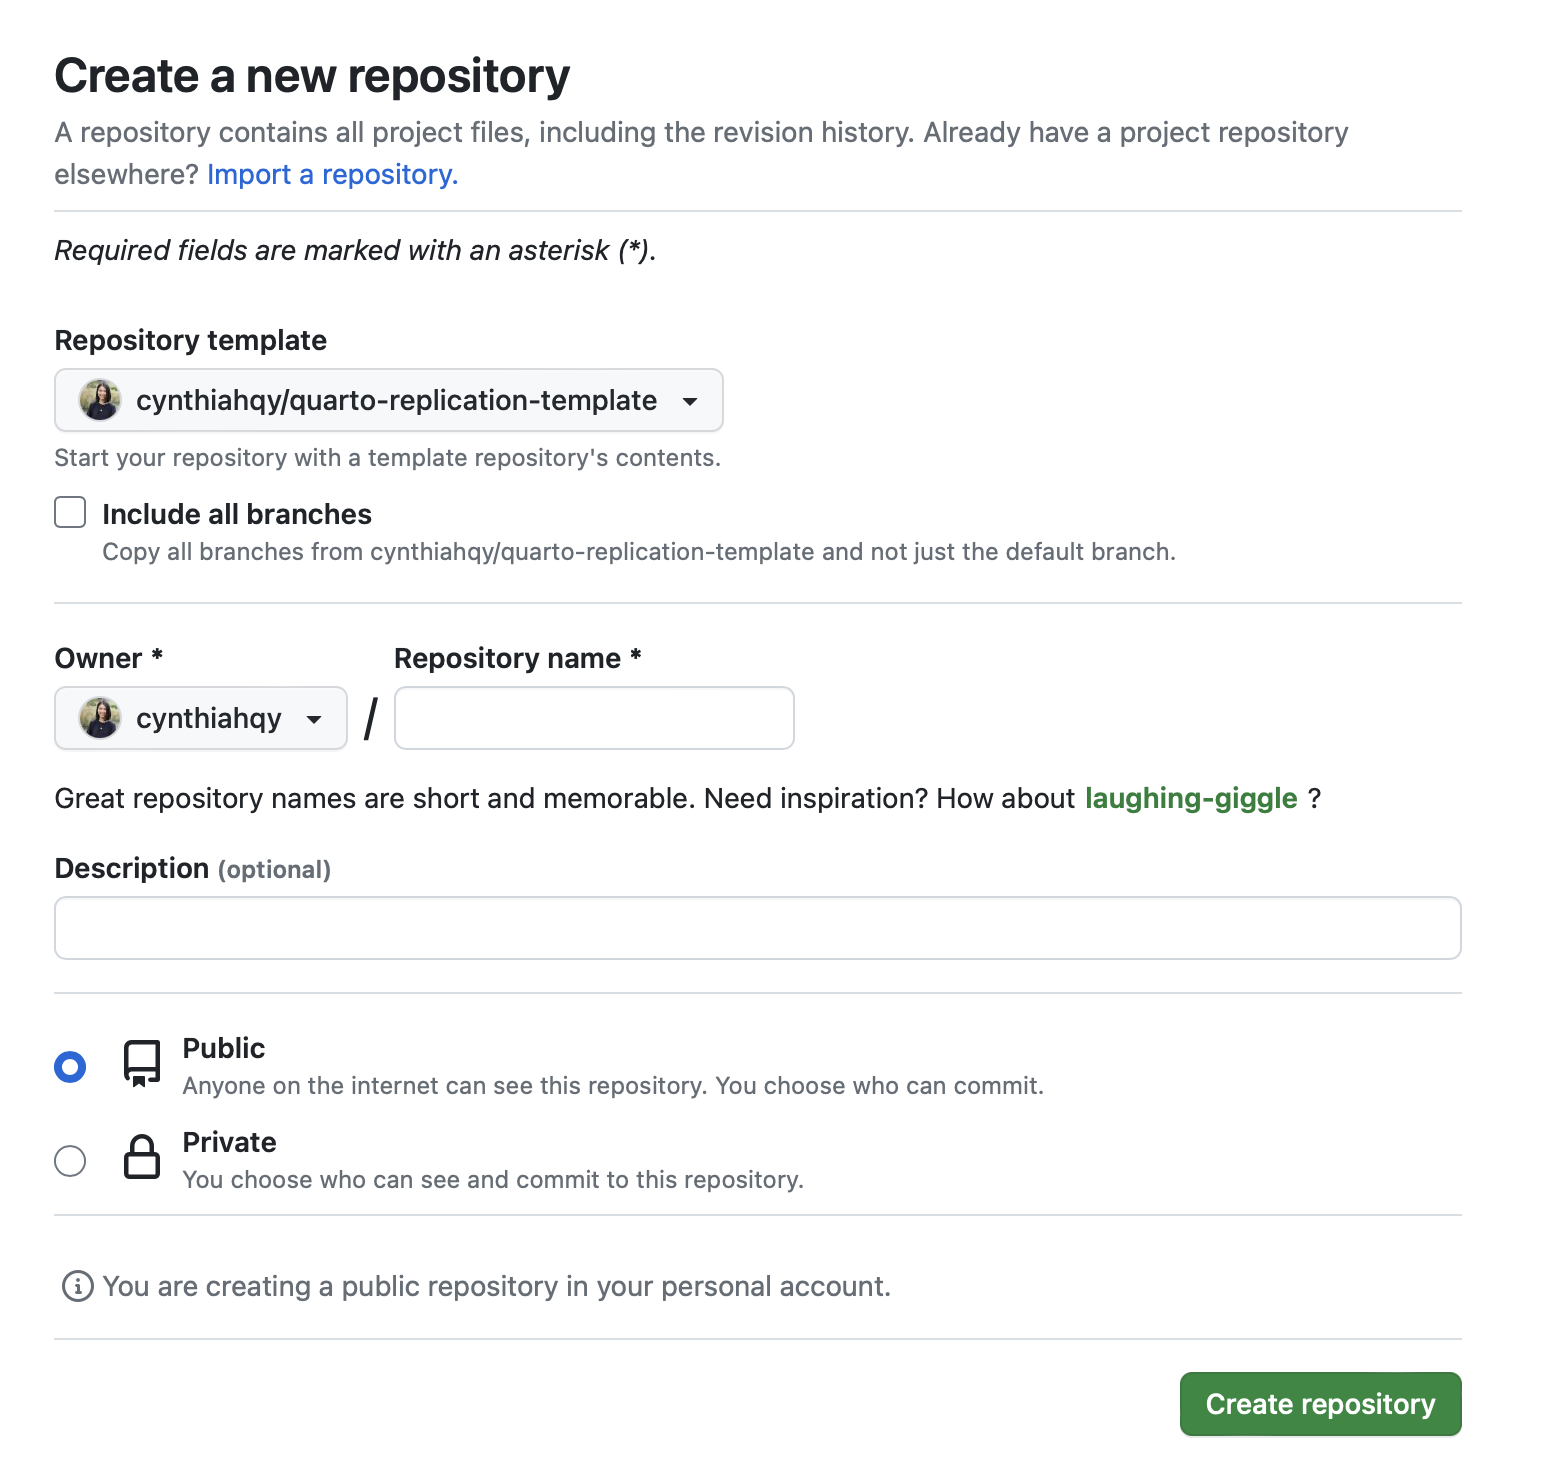 Create a new repository
A repository contains all project files, including the revision history. Already have a project repository
elsewhere? Import a repository.
Required fields are marked with an asterisk (*).
Repository template
cynthiahqy/quarto-replication-template
Start your repository with a template repository's contents.
Include all branches
Copy all branches from cynthiahqy/quarto-replication-template and not just the default branch.
Owner * Repository name *
cynthiahqy /
Great repository names are short and memorable. Need inspiration? How about laughing-giggle ?
Description (optional)
Public
Anyone on the internet can see this repository. You choose who can commit.
Private
You choose who can see and commit to this repository.
You are creating a public repository in your personal account.
Create repository